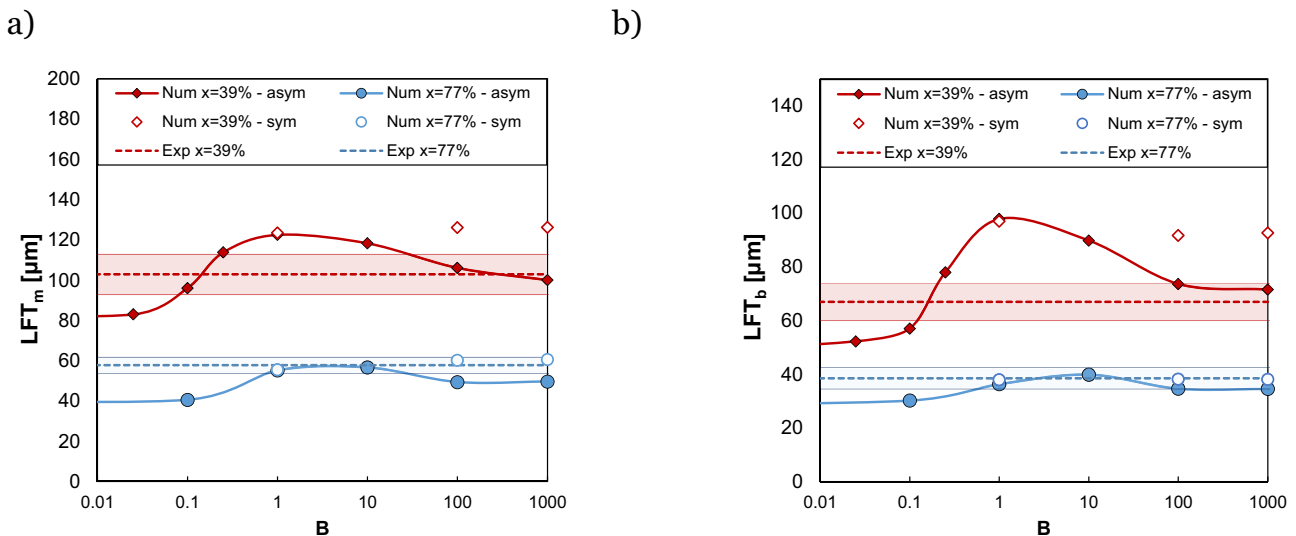 a)
200
180
160
140
120
100
80
60
40
20
0
LFTm [µm]
Num x=39% - asym Num x=77% - asym
Num x=39% - sym Num x=77% - sym
Exp x=39% Exp x=77%
0.01 0.1 1 10 100 1000
B
b)
140
120
100
80
60
40
20
0
LFTb [µm]
Num x=39% - asym Num x=77% - asym
Num x=39% - sym Num x=77% - sym
Exp x=39% Exp x=77%
0.01 0.1 1 10 100 1000
B